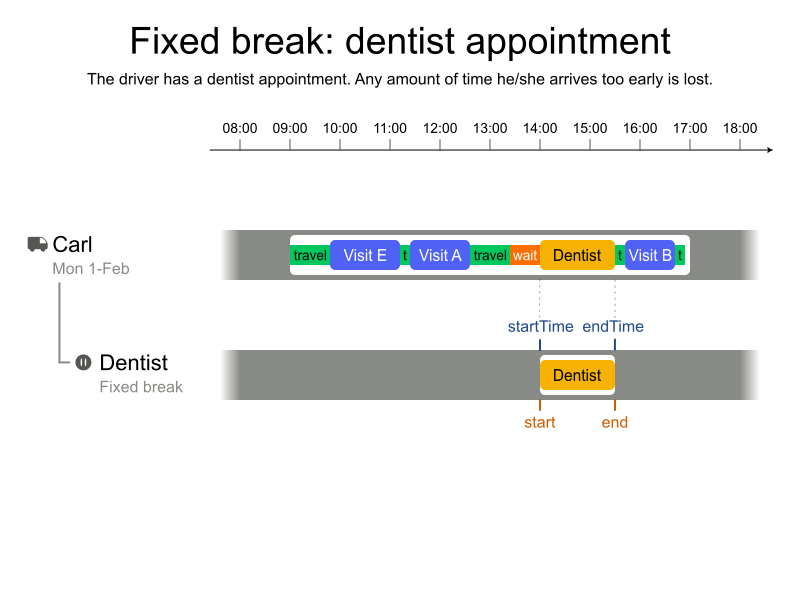 Fixed break: dentist appointment
The driver has a dentist appointment. Any amount of time he/she arrives too early is lost.
08:00 09:00 10:00 11:00 12:00 13:00 14:00 15:00 16:00 17:00 18:00
Carl
Mon 1-Feb
travel Visit E t Visit A travel wait Dentist t Visit B t
startTime endTime
Dentist
Fixed break
Dentist
start end